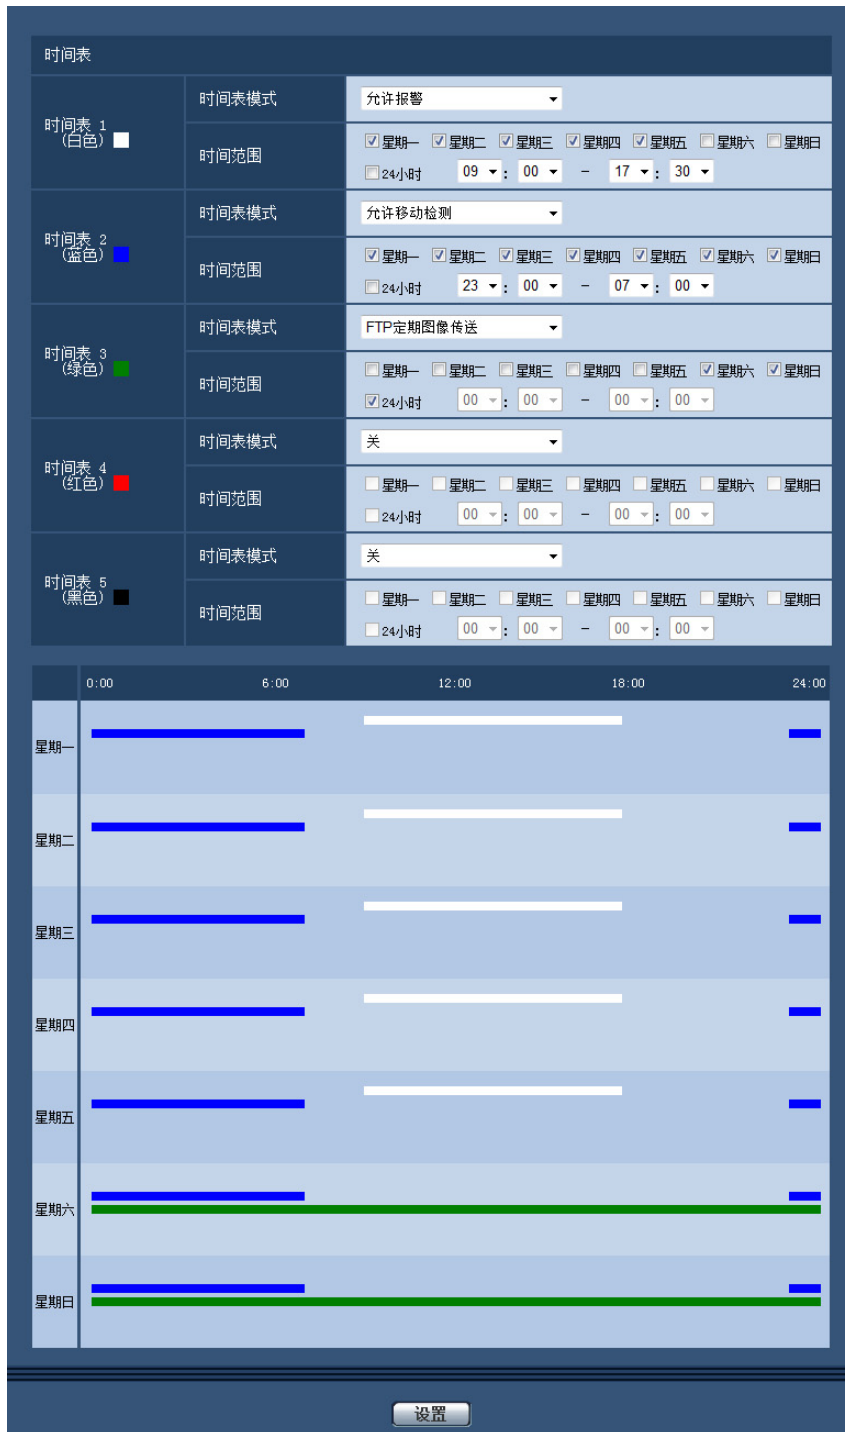 时间表
时间表 1
(白色)
时间表模式
允许报警
时间范围
星期一 星期二 星期三 星期四 星期五 星期六 星期日
24小时 09 : 00 － 17 : 30
时间表 2
(蓝色)
时间表模式
允许移动检测
时间范围
星期一 星期二 星期三 星期四 星期五 星期六 星期日
24小时 23 : 00 － 07 : 00
时间表 3
(绿色)
时间表模式
FTP定期图像传送
时间范围
星期一 星期二 星期三 星期四 星期五 星期六 星期日
24小时 00 : 00 － 00 : 00
时间表 4
(红色)
时间表模式
关
时间范围
星期一 星期二 星期三 星期四 星期五 星期六 星期日
24小时 00 : 00 － 00 : 00
时间表 5
(黑色)
时间表模式
关
时间范围
星期一 星期二 星期三 星期四 星期五 星期六 星期日
24小时 00 : 00 － 00 : 00
0:00 6:00 12:00 18:00 24:00
星期一
星期二
星期三
星期四
星期五
星期六
星期日
设置